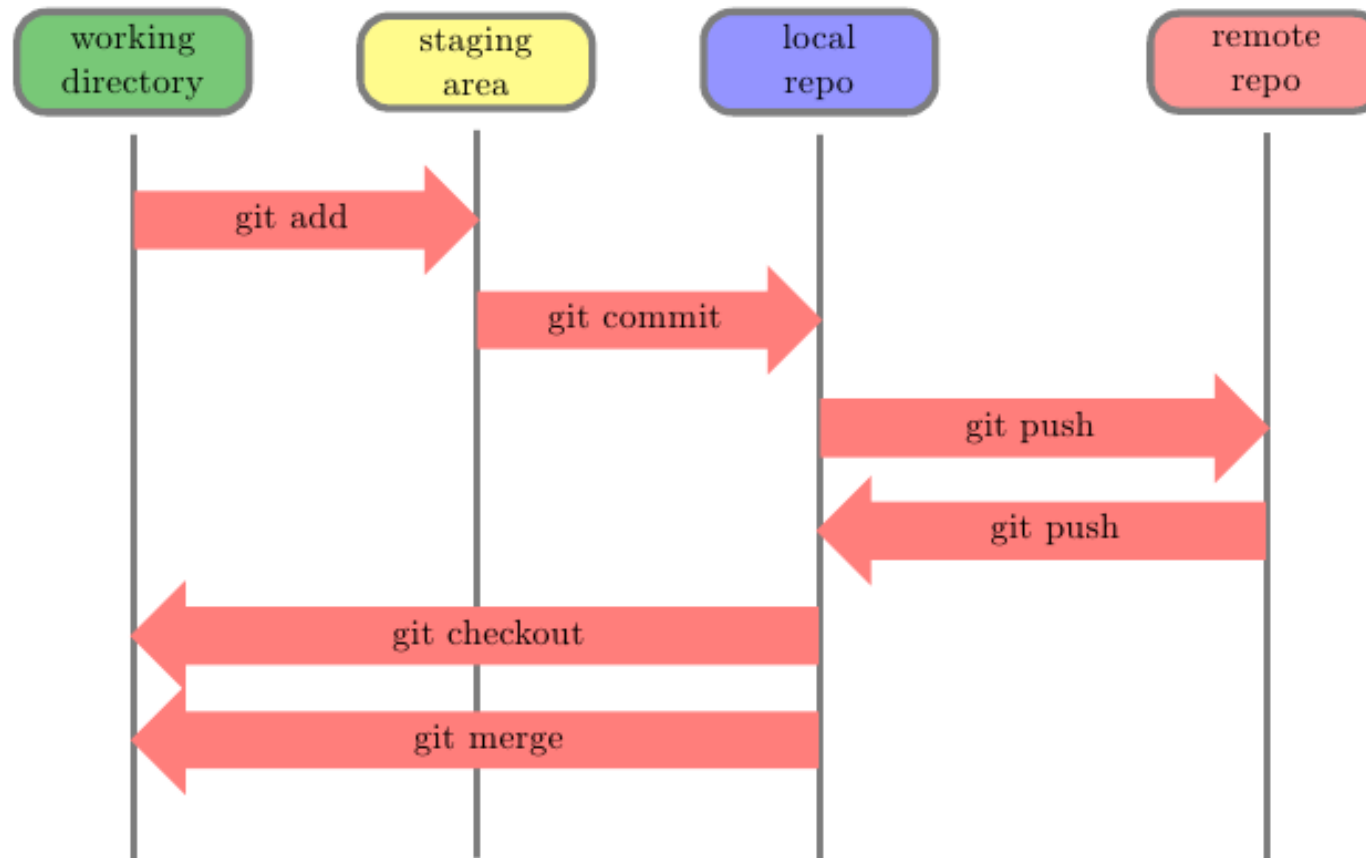 working
directory
staging
area
local
repo
remote
repo
git add
git commit
git push
git push
git checkout
git merge